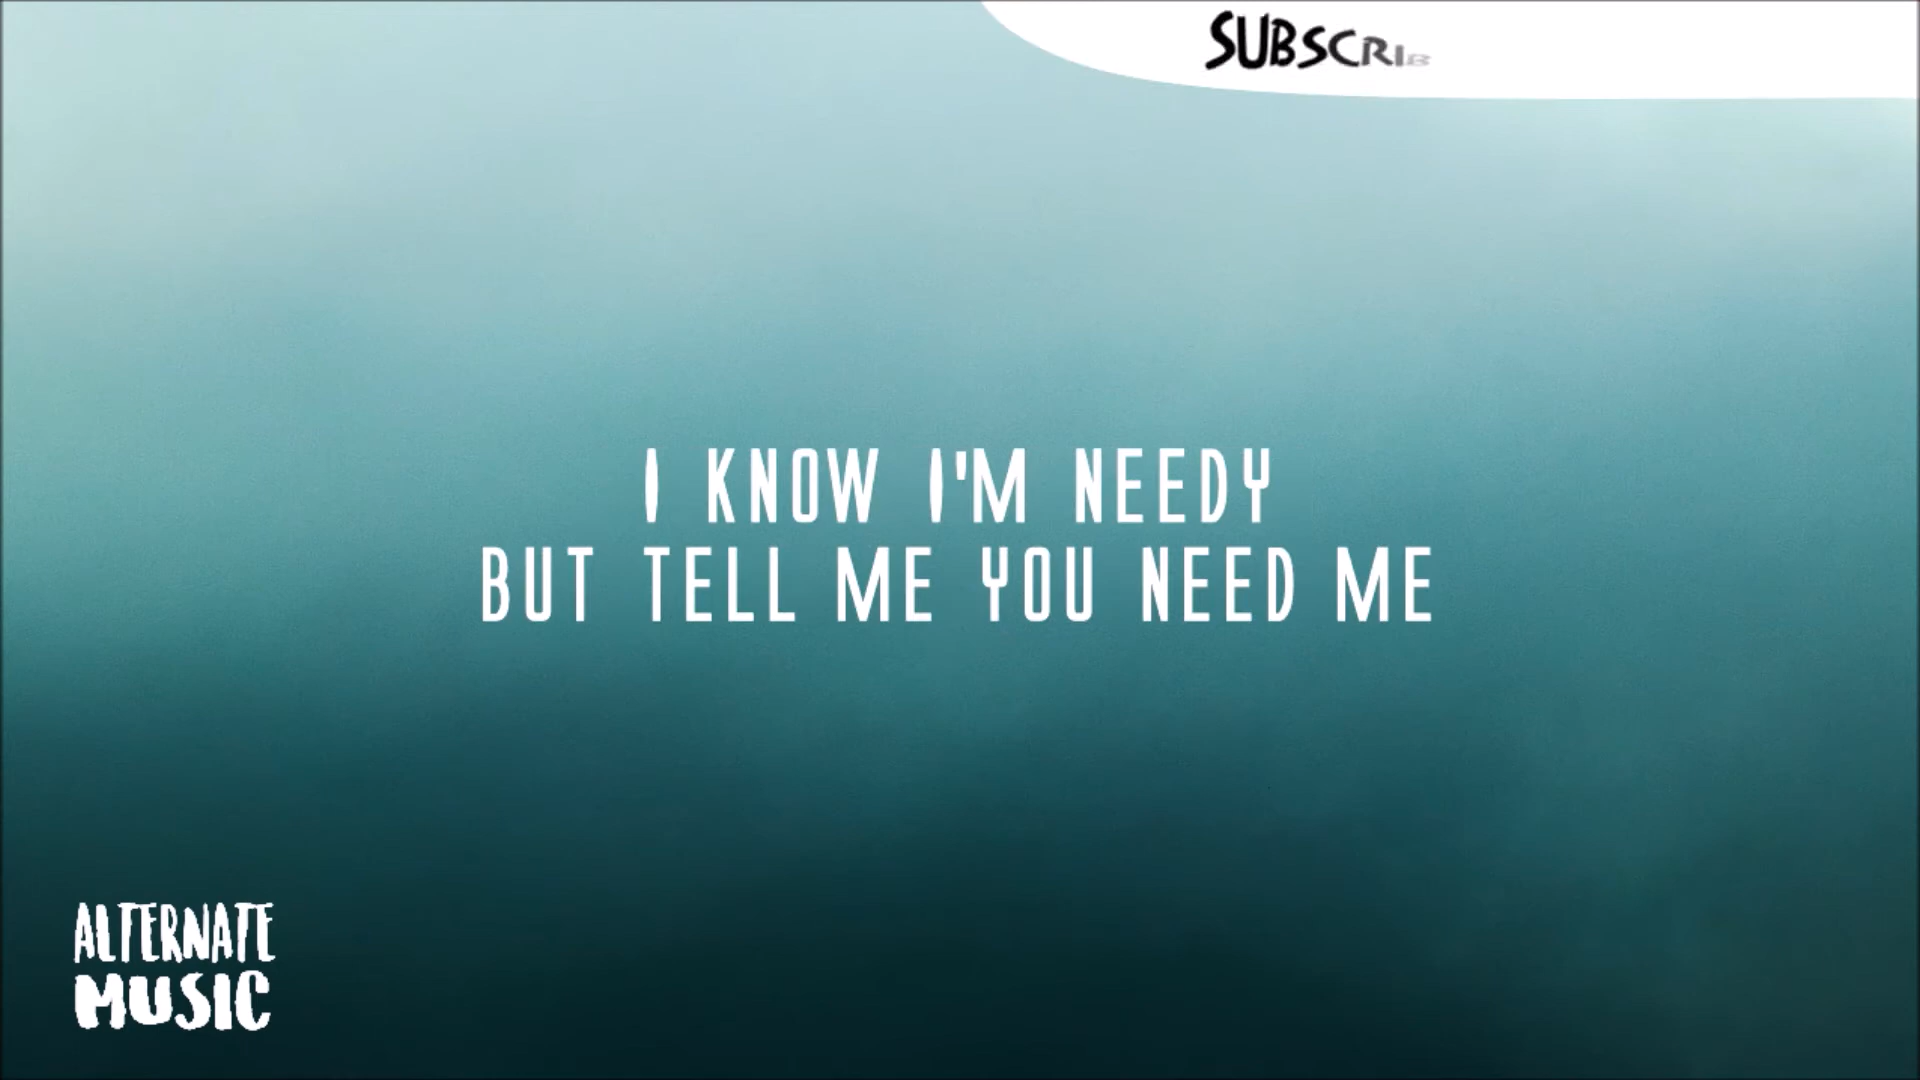 SUBSCRIB
I KNOW I'M NEEDY
BUT TELL ME YOU NEED ME
ALTERNATE
MUSIC